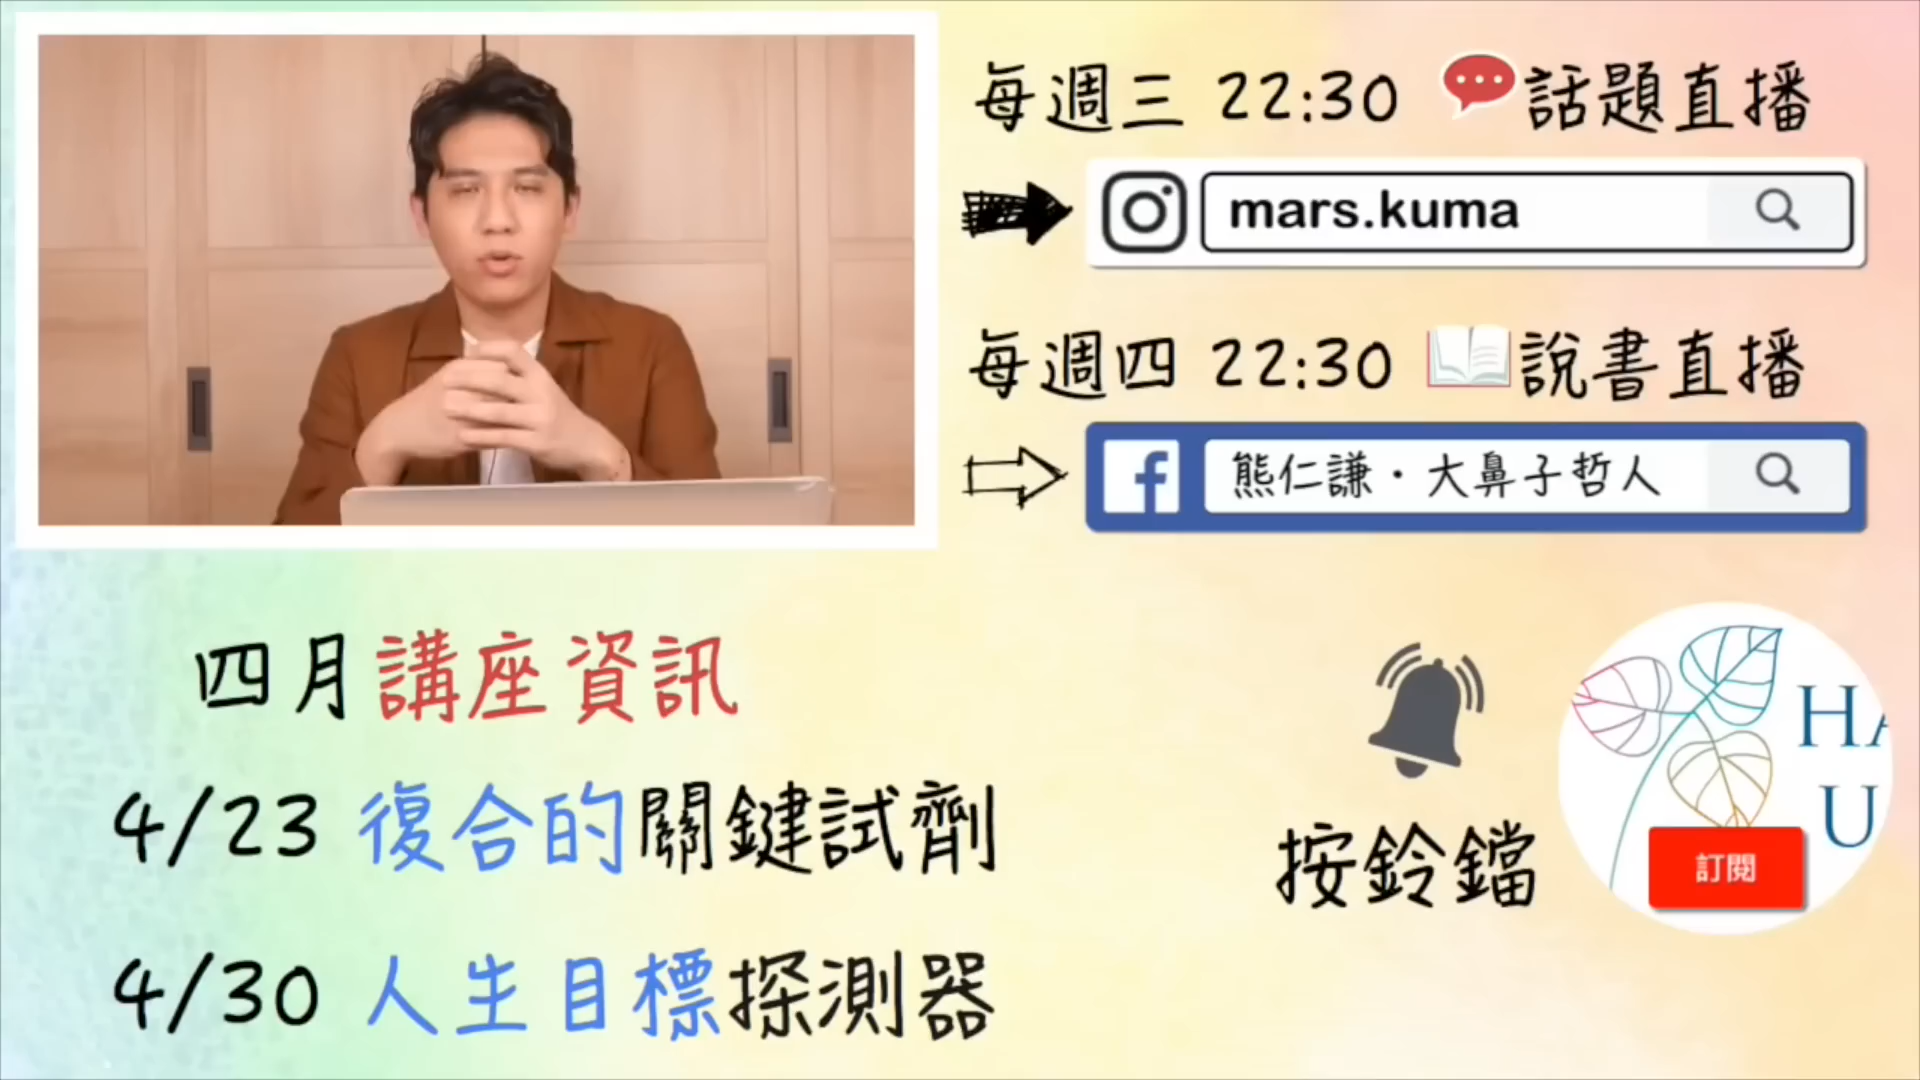 每週三 22:30 話題直播
mars.kuma
每週四 22:30 說書直播
熊仁謙·大鼻子哲人
四月講座資訊
4/23 復合的關鍵試劑
4/30 人生目標探測器
按鈴鐺
HA
U
訂閱